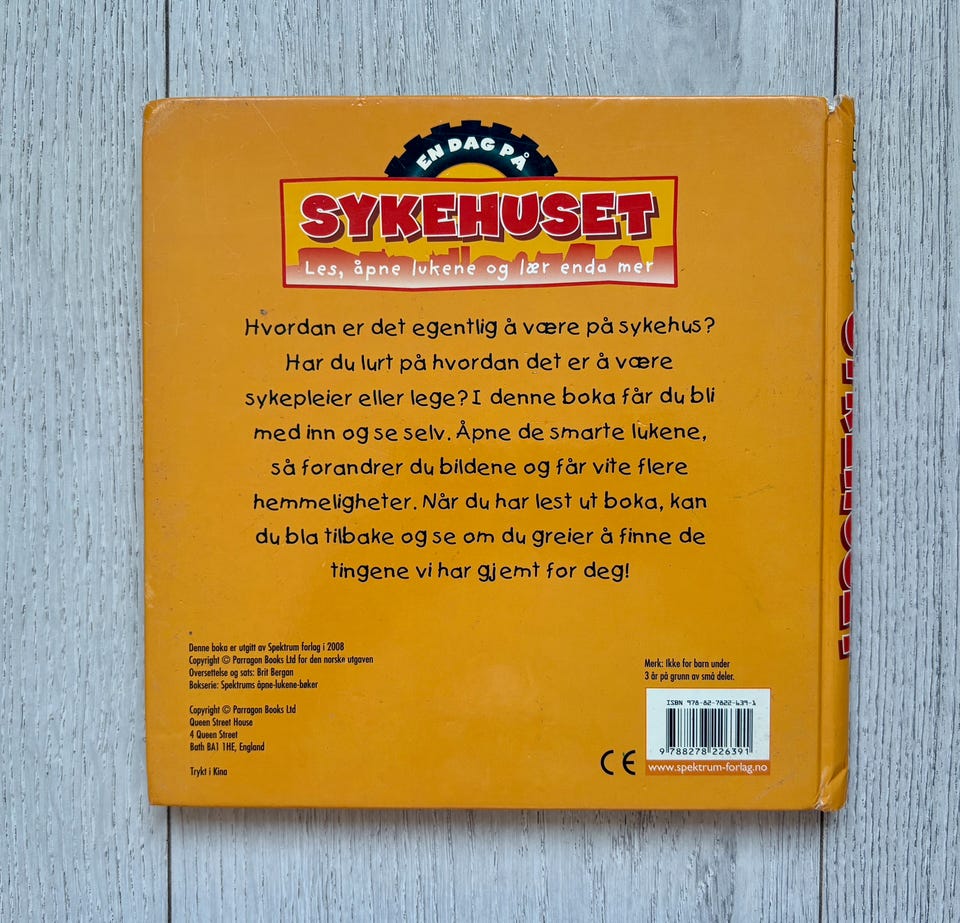 EN DAG PÅ
SYKEHUSET
Les, åpne lukene og lær enda mer
Hvordan er det egentlig å være på sykehus?
Har du lurt på hvordan det er å være
sykepleier eller lege? I denne boka får du bli
med inn og se selv. Åpne de smarte lukene,
så forandrer du bildene og får vite flere
hemmeligheter. Når du har lest ut boka, kan
du bla tilbake og se om du greier å finne de
tingene vi har gjemt for deg!
Denne boka er utgitt av Spektrum forlag i 2008
Copyright © Parragon Books Ltd for den norske utgaven
Oversettelse og sats: Brit Bergan
Bokserie: Spektrums åpne-lukene-bøker
Copyright © Parragon Books Ltd
Queen Street House
4 Queen Street
Bath BA1 1HE, England
Trykt i Kina
Merk: Ikke for barn under
3 år på grunn av små deler.
ISBN 978-82-7822-639-1
9 788278 226391
CE
www.spektrum-forlag.no